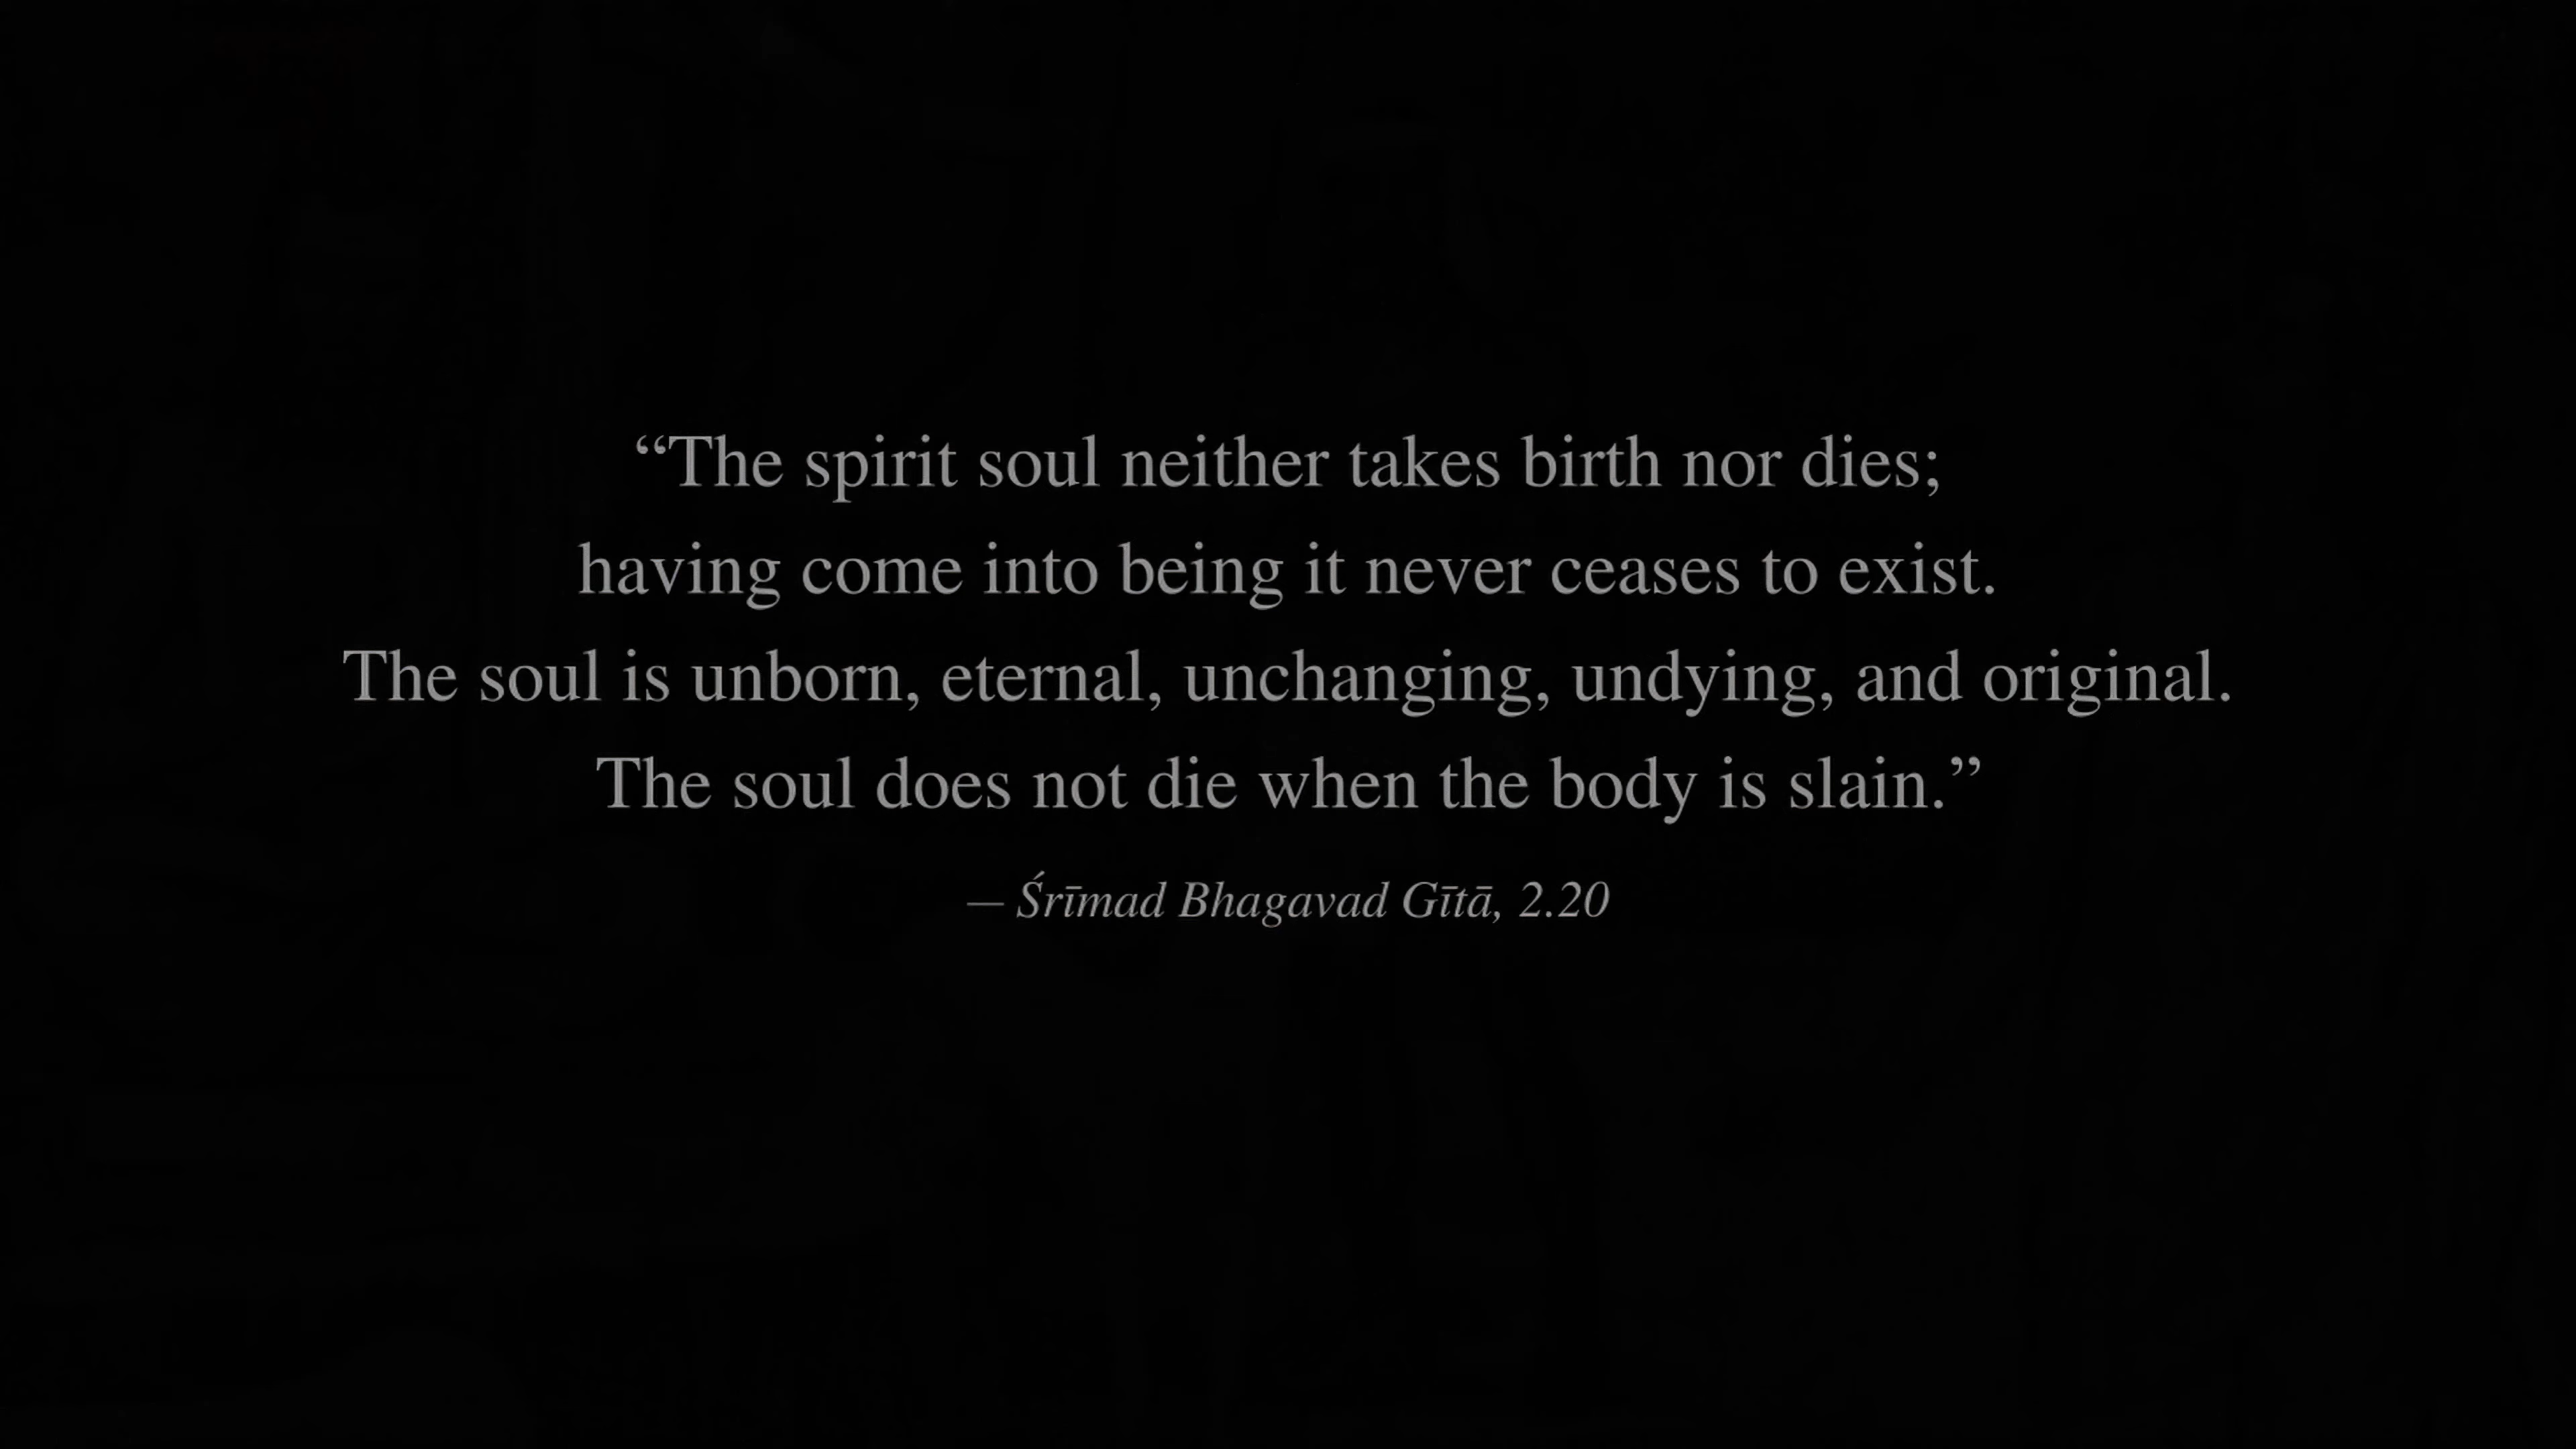 “The spirit soul neither takes birth nor dies;
having come into being it never ceases to exist.
The soul is unborn, eternal, unchanging, undying, and original.
The soul does not die when the body is slain.”
— Śrīmad Bhagavad Gītā, 2.20